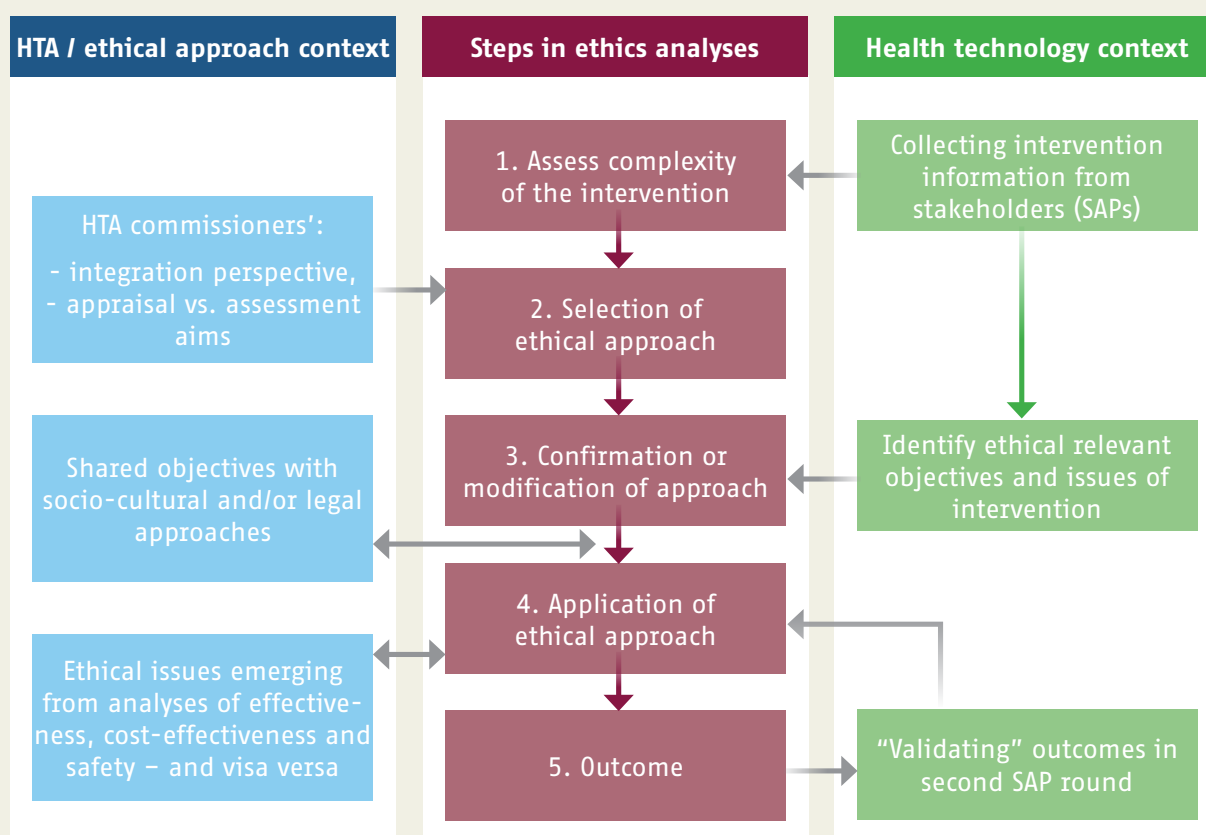 HTA / ethical approach context
Steps in ethics analyses
Health technology context
1. Assess complexity
of the intervention
Collecting intervention
information from
stakeholders (SAPs)
HTA commissioners’:
- integration perspective,
- appraisal vs. assessment
aims
2. Selection of
ethical approach
Shared objectives with
socio-cultural and/or legal
approaches
3. Confirmation or
modification of approach
Identify ethical relevant
objectives and issues of
intervention
4. Application of
ethical approach
Ethical issues emerging
from analyses of effective-
ness, cost-effectiveness and
safety – and visa versa
5. Outcome
“Validating” outcomes in
second SAP round